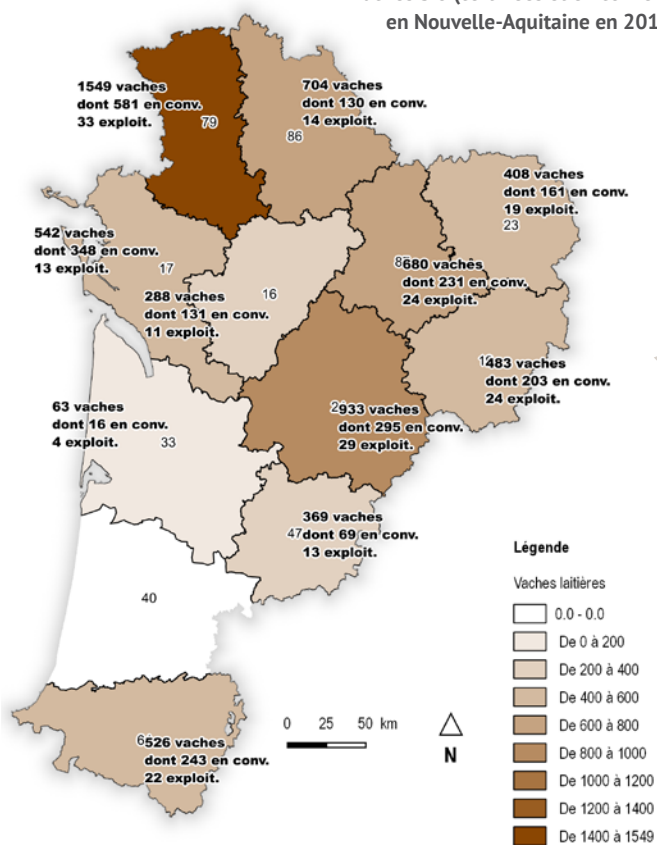 en Nouvelle-Aquitaine en 201
1549 vaches
dont 581 en conv.
33 exploit.
79
704 vaches
dont 130 en conv.
14 exploit.
86
408 vaches
dont 161 en conv.
19 exploit.
23
542 vaches
dont 348 en conv.
13 exploit.
17
288 vaches
dont 131 en conv.
11 exploit.
16
680 vaches
dont 231 en conv.
24 exploit.
483 vaches
dont 203 en conv.
24 exploit.
63 vaches
dont 16 en conv.
4 exploit.
33
933 vaches
dont 295 en conv.
29 exploit.
369 vaches
47 dont 69 en conv.
13 exploit.
40
526 vaches
dont 243 en conv.
22 exploit.
0 25 50 km
N
Légende
Vaches laitières
0.0 - 0.0
De 0 à 200
De 200 à 400
De 400 à 600
De 600 à 800
De 800 à 1000
De 1000 à 1200
De 1200 à 1400
De 1400 à 1549